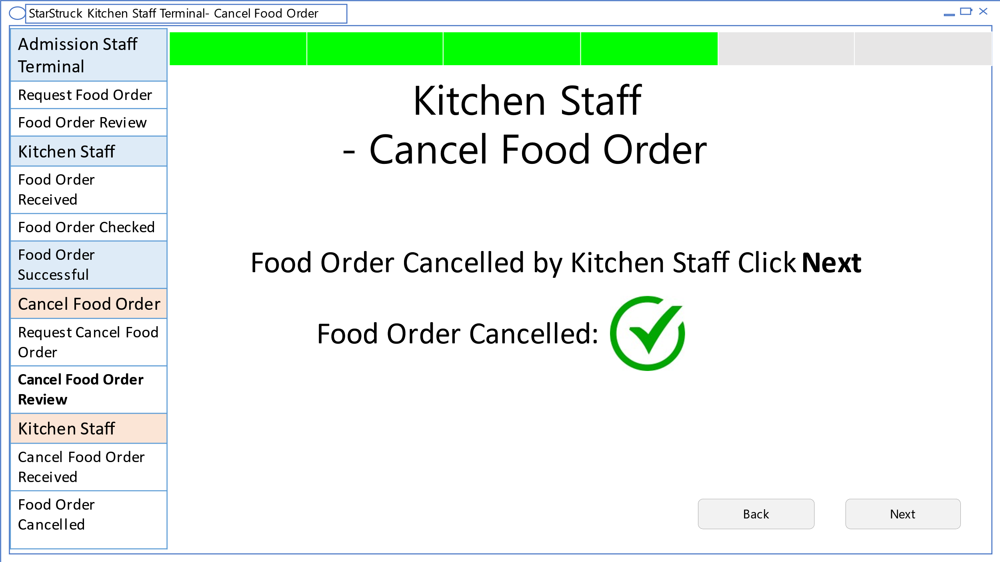 StarStruck Kitchen Staff Terminal- Cancel Food Order
Admission Staff
Terminal
Request Food Order
Food Order Review
Kitchen Staff
Food Order
Received
Food Order Checked
Food Order
Successful
Cancel Food Order
Request Cancel Food
Order
Cancel Food Order
Review
Kitchen Staff
Cancel Food Order
Received
Food Order
Cancelled
Kitchen Staff
- Cancel Food Order
Food Order Cancelled by Kitchen Staff Click Next
Food Order Cancelled:
Back
Next